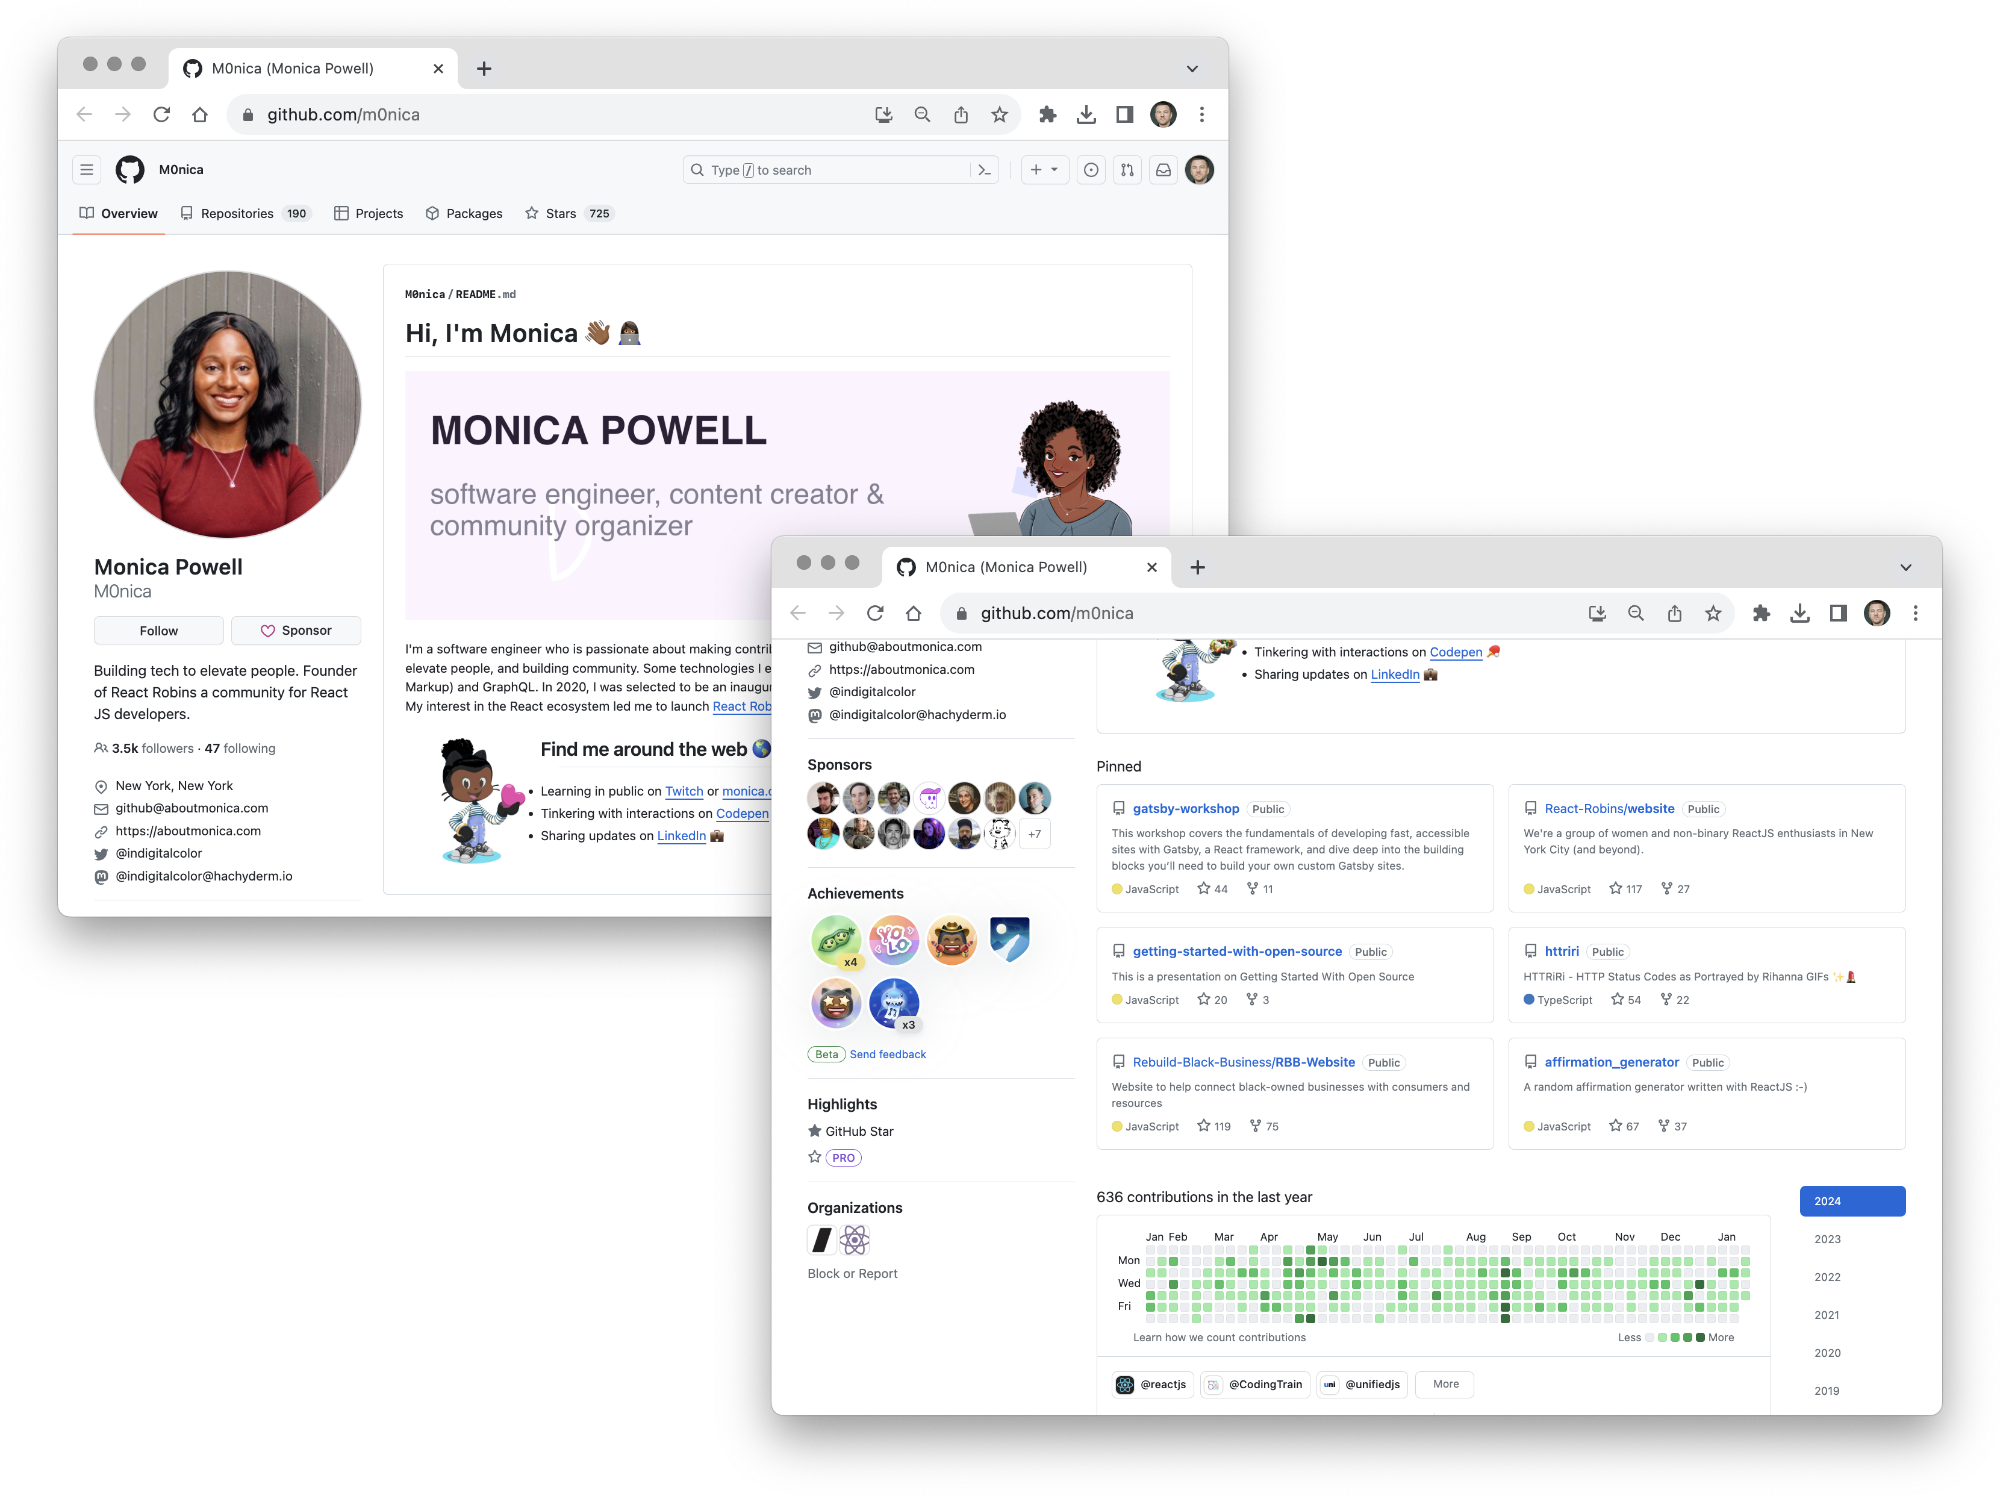 M0nica (Monica Powell)
github.com/m0nica
M0nica
Type / to search
Overview Repositories 190 Projects Packages Stars 725
M0nica / README.md
Hi, I'm Monica
MONICA POWELL
software engineer, content creator &
community organizer
Monica Powell
M0nica
Follow Sponsor
Building tech to elevate people. Founder
of React Robins a community for React
JS developers.
3.5k followers · 47 following
New York, New York
github@aboutmonica.com
https://aboutmonica.com
@indigitalcolor
@indigitalcolor@hachyderm.io
I'm a software engineer who is passionate about making contri
elevate people, and building community. Some technologies I e
Markup) and GraphQL. In 2020, I was selected to be an inaugu
My interest in the React ecosystem led me to launch React Rob
Find me around the web
• Learning in public on Twitch or monica.c
• Tinkering with interactions on Codepen
• Sharing updates on LinkedIn
M0nica (Monica Powell)
github.com/m0nica
github@aboutmonica.com
https://aboutmonica.com
@indigitalcolor
@indigitalcolor@hachyderm.io
Sponsors
+7
Achievements
x4
YOLO
x3
Beta Send feedback
Highlights
GitHub Star
PRO
Organizations
Block or Report
• Tinkering with interactions on Codepen
• Sharing updates on LinkedIn
Pinned
gatsby-workshop Public
This workshop covers the fundamentals of developing fast, accessible
sites with Gatsby, a React framework, and dive deep into the building
blocks you'll need to build your own custom Gatsby sites.
JavaScript 44 11
React-Robins/website Public
We're a group of women and non-binary ReactJS enthusiasts in New
York City (and beyond).
JavaScript 117 27
getting-started-with-open-source Public
This is a presentation on Getting Started With Open Source
JavaScript 20 3
httriri Public
HTTRiRi - HTTP Status Codes as Portrayed by Rihanna GIFs
TypeScript 54 22
Rebuild-Black-Business/RBB-Website Public
Website to help connect black-owned businesses with consumers and
resources
JavaScript 119 75
affirmation_generator Public
A random affirmation generator written with ReactJS :-)
JavaScript 67 37
636 contributions in the last year
Jan Feb Mar Apr May Jun Jul Aug Sep Oct Nov Dec Jan
Mon
Wed
Fri
Learn how we count contributions
Less More
@reactjs @CodingTrain uni @unifiedjs More
2024
2023
2022
2021
2020
2019